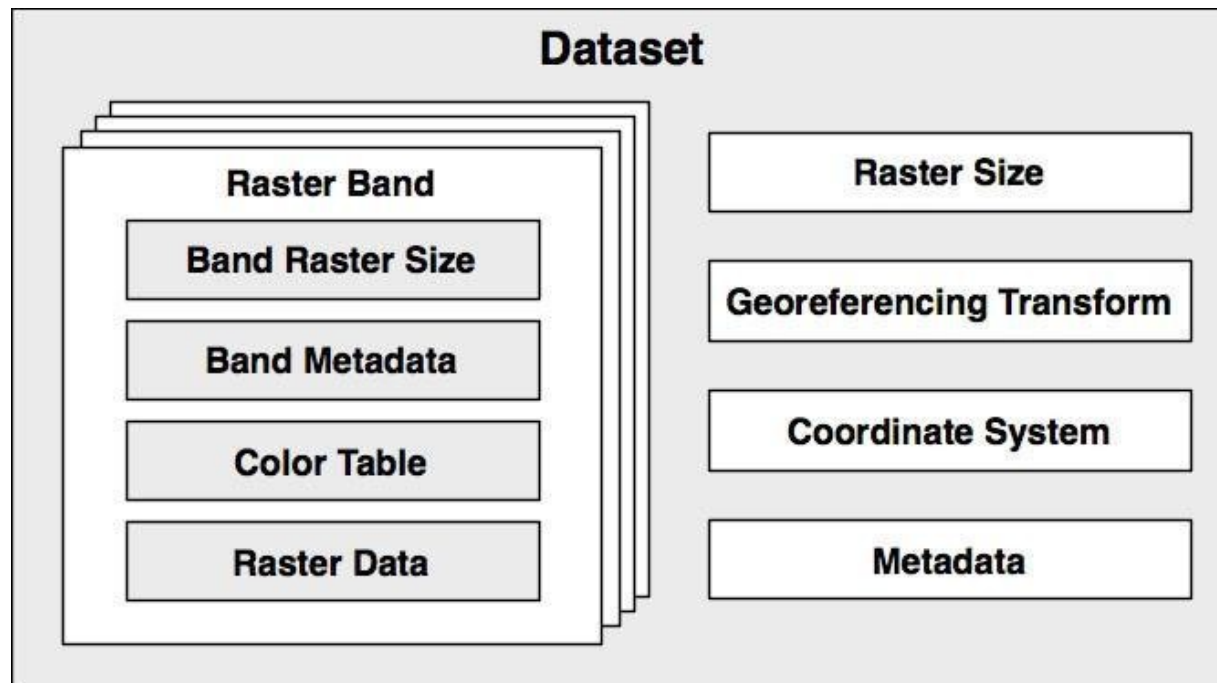 Dataset
Raster Band
Band Raster Size
Band Metadata
Color Table
Raster Data
Raster Size
Georeferencing Transform
Coordinate System
Metadata